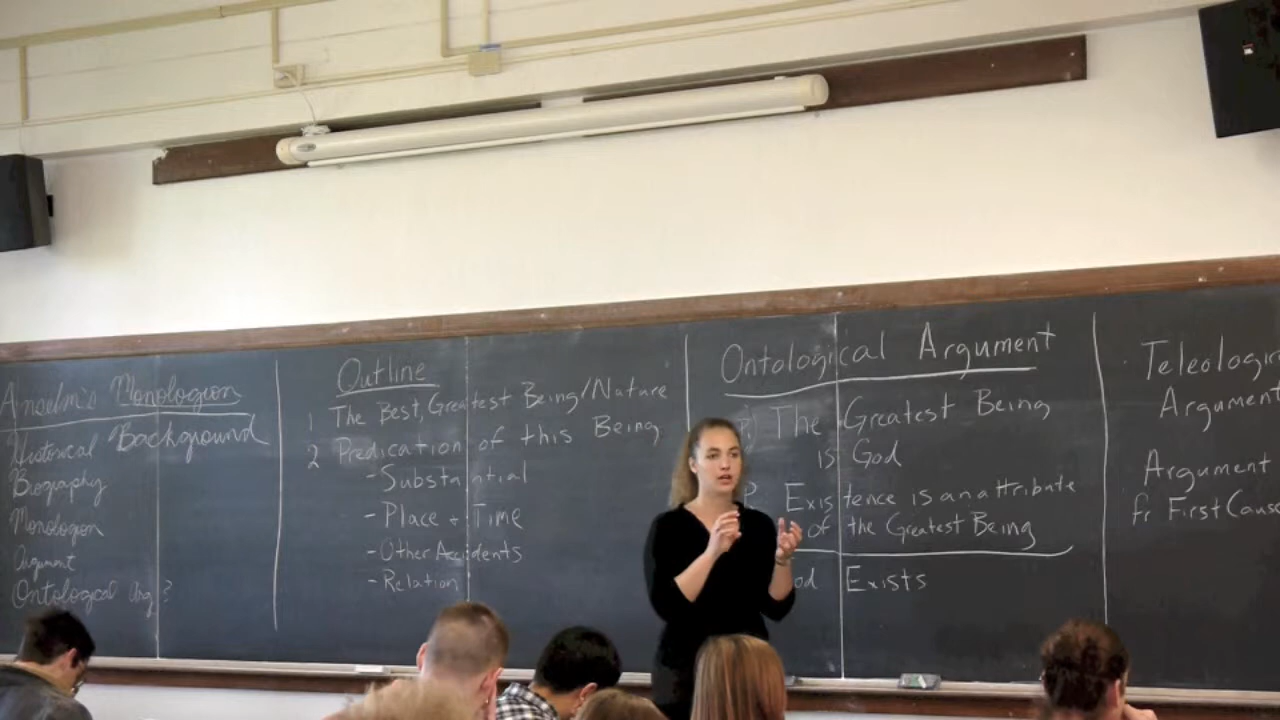 Anselm's Monologion
Historical Background
Biography
Monologion
Argument
Ontological Arg ?
Outline
1 The Best, Greatest Being/Nature
2 Predication of this Being
- Substantial
- Place + Time
- Other Accidents
- Relation
Ontological Argument
The Greatest Being
is God
Existence is an attribute
of the Greatest Being
Exists
Argument
Argument
fr First